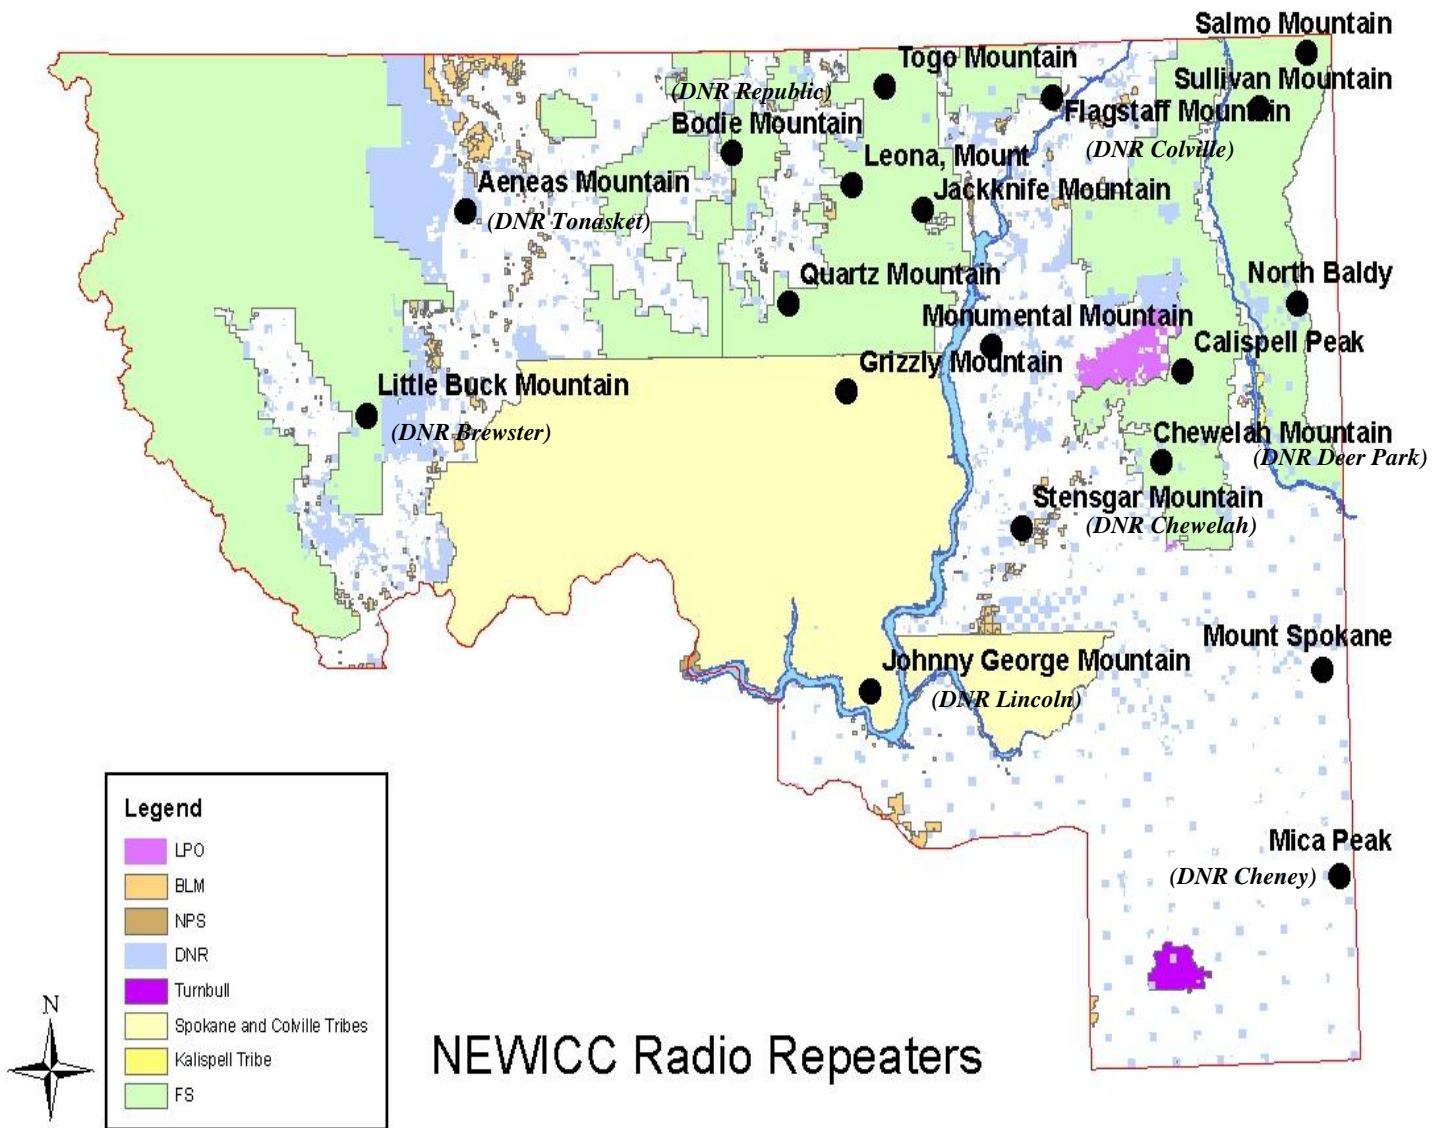 Salmo Mountain
Togo Mountain
Sullivan Mountain
(DNR Republic)
Flagstaff Mountain
Bodie Mountain
(DNR Colville)
Leona, Mount
Aeneas Mountain
Jackknife Mountain
(DNR Tonasket)
Quartz Mountain
North Baldy
Monumental Mountain
Calispell Peak
Grizzly Mountain
Little Buck Mountain
(DNR Brewster)
Chewelah Mountain
(DNR Deer Park)
Stensgar Mountain
(DNR Chewelah)
Mount Spokane
Johnny George Mountain
(DNR Lincoln)
Mica Peak
(DNR Cheney)
Legend
LPO
BLM
NPS
DNR
Turnbull
Spokane and Colville Tribes
Kalispell Tribe
FS
N
NEWICC Radio Repeaters